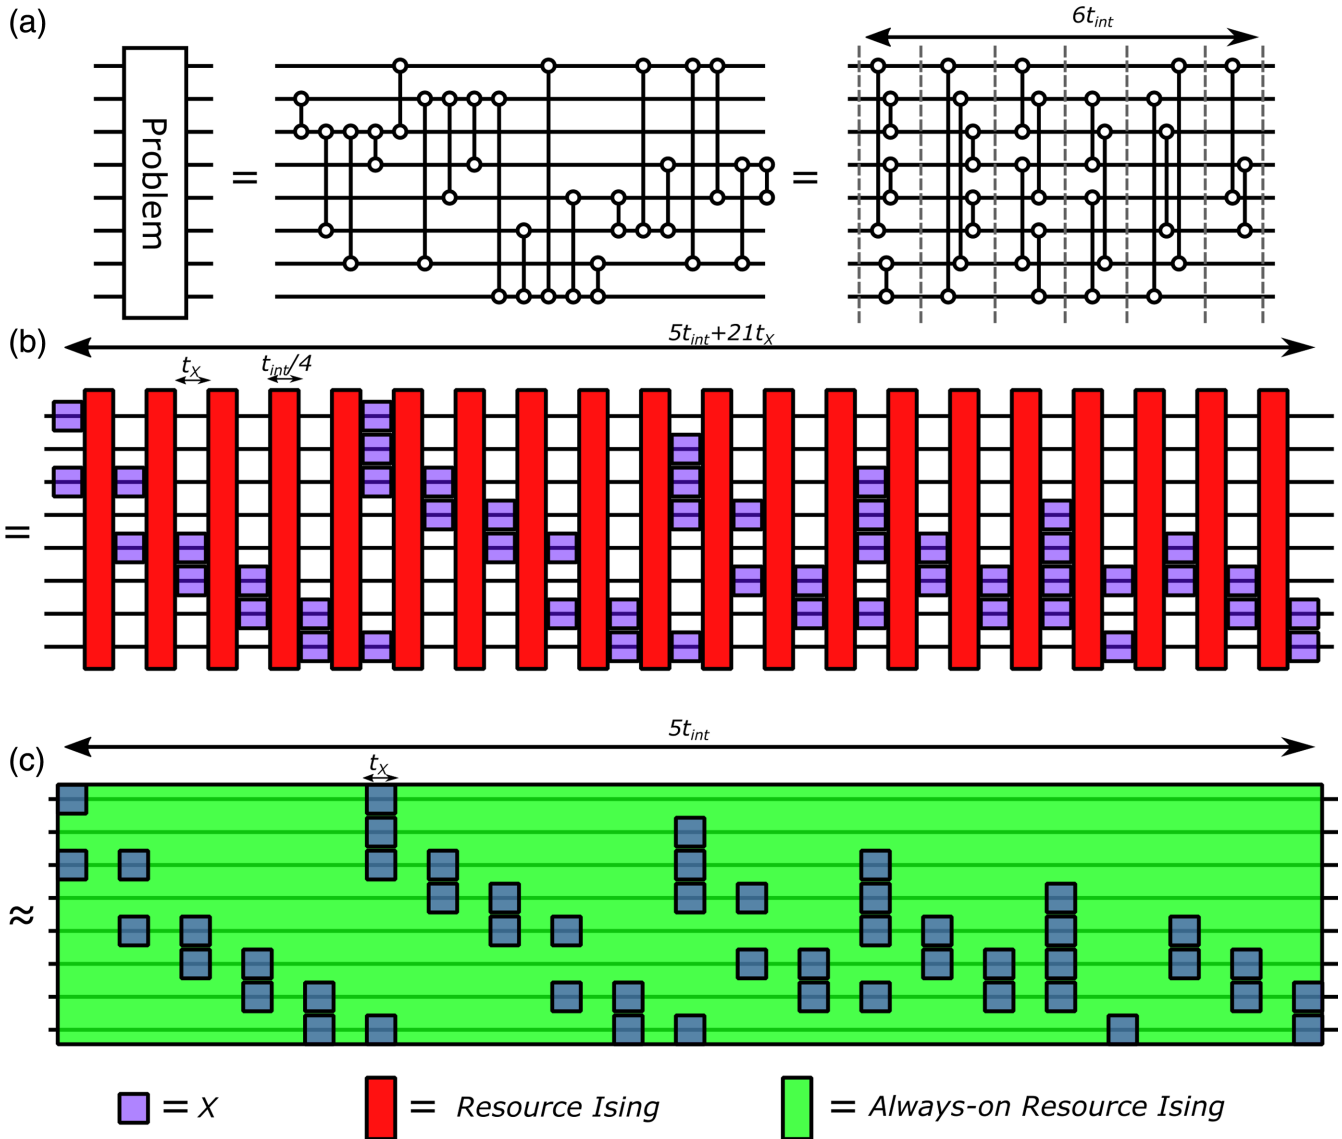 (a)
Problem
=
=
6t_int
(b)
5t_int+21t_X
t_X
t_int/4
=
(c)
5t_int
t_X
≈
= X
= Resource Ising
= Always-on Resource Ising